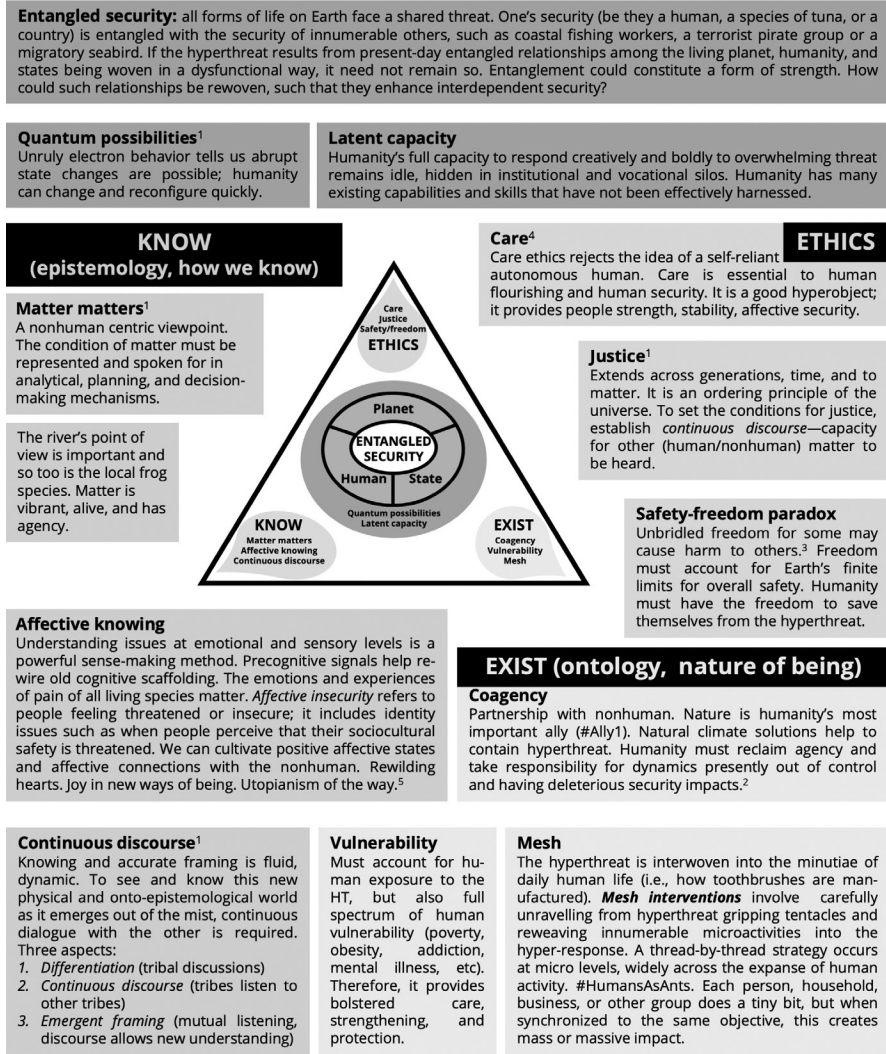 Entangled security: all forms of life on Earth face a shared threat. One's security (be they a human, a species of tuna, or a
country) is entangled with the security of innumerable others, such as coastal fishing workers, a terrorist pirate group or a
migratory seabird. If the hyperthreat results from present-day entangled relationships among the living planet, humanity, and
states being woven in a dysfunctional way, it need not remain so. Entanglement could constitute a form of strength. How
could such relationships be rewoven, such that they enhance interdependent security?
Quantum possibilities¹
Unruly electron behavior tells us abrupt
state changes are possible; humanity
can change and reconfigure quickly.
Latent capacity
Humanity's full capacity to respond creatively and boldly to overwhelming threat
remains idle, hidden in institutional and vocational silos. Humanity has many
existing capabilities and skills that have not been effectively harnessed.
KNOW
(epistemology, how we know)
Matter matters¹
A nonhuman centric viewpoint.
The condition of matter must be
represented and spoken for in
analytical, planning, and decision-
making mechanisms.
The river's point of
view is important and
so too is the local frog
species. Matter is
vibrant, alive, and has
agency.
Care
Justice
Safety/freedom
ETHICS
Planet
ENTANGLED
SECURITY
Human
State
Quantum possibilities
Latent capacity
KNOW
Matter matters
Affective knowing
Continuous discourse
EXIST
Coagency
Vulnerability
Mesh
ETHICS
Care⁴
Care ethics rejects the idea of a self-reliant
autonomous human. Care is essential to human
flourishing and human security. It is a good hyperobject;
it provides people strength, stability, affective security.
Justice¹
Extends across generations, time, and to
matter. It is an ordering principle of the
universe. To set the conditions for justice,
establish continuous discourse—capacity
for other (human/nonhuman) matter to
be heard.
Safety-freedom paradox
Unbridled freedom for some may
cause harm to others.³ Freedom
must account for Earth's finite
limits for overall safety. Humanity
must have the freedom to save
themselves from the hyperthreat.
Affective knowing
Understanding issues at emotional and sensory levels is a
powerful sense-making method. Precognitive signals help re-
wire old cognitive scaffolding. The emotions and experiences
of pain of all living species matter. Affective insecurity refers to
people feeling threatened or insecure; it includes identity
issues such as when people perceive that their sociocultural
safety is threatened. We can cultivate positive affective states
and affective connections with the nonhuman. Rewilding
hearts. Joy in new ways of being. Utopianism of the way.⁵
EXIST (ontology, nature of being)
Coagency
Partnership with nonhuman. Nature is humanity's most
important ally (#Ally1). Natural climate solutions help to
contain hyperthreat. Humanity must reclaim agency and
take responsibility for dynamics presently out of control
and having deleterious security impacts.²
Continuous discourse¹
Knowing and accurate framing is fluid,
dynamic. To see and know this new
physical and onto-epistemological world
as it emerges out of the mist, continuous
dialogue with the other is required.
Three aspects:
1. Differentiation (tribal discussions)
2. Continuous discourse (tribes listen to
other tribes)
3. Emergent framing (mutual listening,
discourse allows new understanding)
Vulnerability
Must account for hu-
man exposure to the
HT, but also full
spectrum of human
vulnerability (poverty,
obesity, addiction,
mental illness, etc).
Therefore, it provides
bolstered care,
strengthening, and
protection.
Mesh
The hyperthreat is interwoven into the minutiae of
daily human life (i.e., how toothbrushes are man-
ufactured). Mesh interventions involve carefully
unravelling from hyperthreat gripping tentacles and
reweaving innumerable microactivities into the
hyper-response. A thread-by-thread strategy occurs
at micro levels, widely across the expanse of human
activity. #HumansAsAnts. Each person, household,
business, or other group does a tiny bit, but when
synchronized to the same objective, this creates
mass or massive impact.